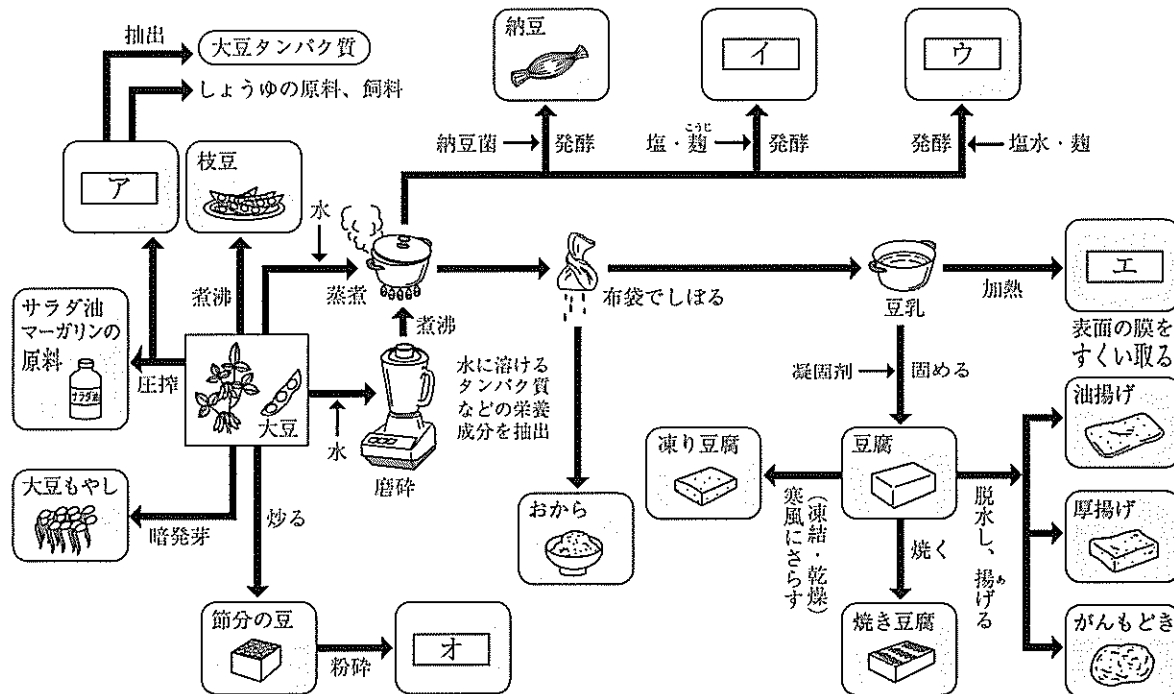 抽出
大豆タンパク質
しょうゆの原料、飼料
ア
枝豆
納豆
イ
ウ
納豆菌
発酵
塩・麹
こうじ
発酵
発酵
塩水・麹
水
煮沸
蒸煮
布袋でしぼる
豆乳
加熱
エ
表面の膜を
すくい取る
サラダ油
マーガリンの
原料
サラダ油
圧搾
大豆
煮沸
水に溶ける
タンパク質
などの栄養
成分を抽出
水
磨砕
凝固剤
固める
油揚げ
凍り豆腐
豆腐
厚揚げ
がんもどき
脱水し、揚げる
あ
寒風にさらす
(凍結・乾燥)
焼く
焼き豆腐
おから
大豆もやし
暗発芽
炒る
節分の豆
粉砕
オ